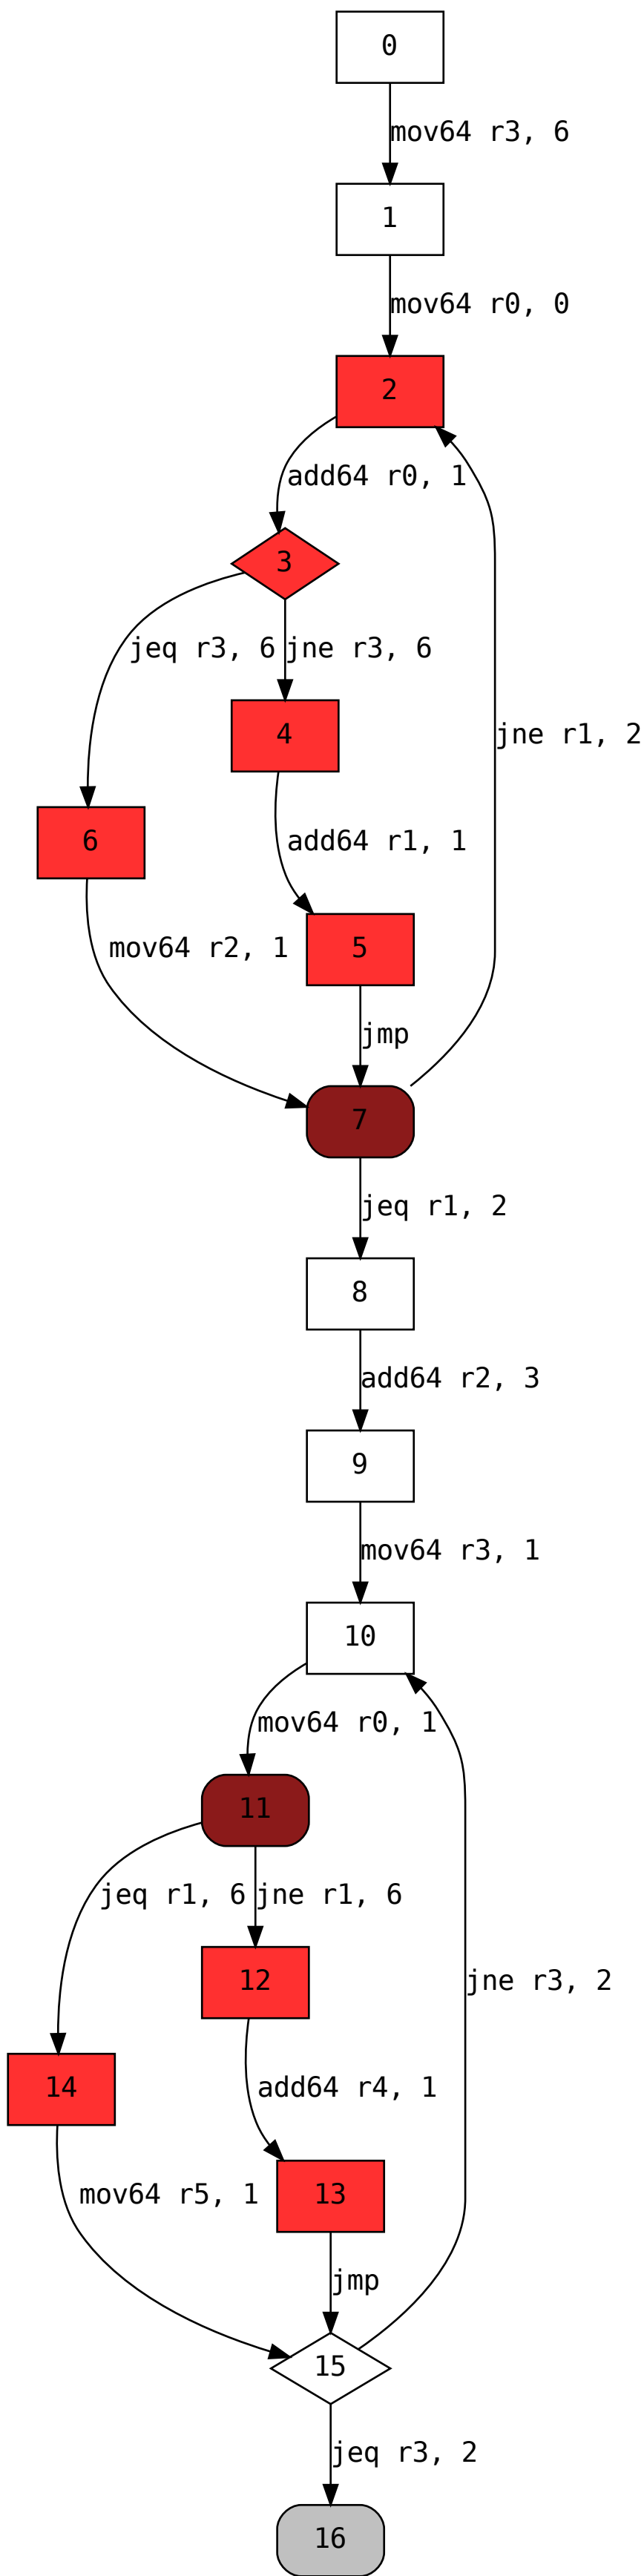 0
mov64 r3, 6
1
mov64 r0, 0
2
add64 r0, 1
3
jeq r3, 6
jne r3, 6
4
jne r1, 2
6
add64 r1, 1
mov64 r2, 1
5
jmp
7
jeq r1, 2
8
add64 r2, 3
9
mov64 r3, 1
10
mov64 r0, 1
11
jeq r1, 6
jne r1, 6
12
jne r3, 2
14
add64 r4, 1
mov64 r5, 1
13
jmp
15
jeq r3, 2
16